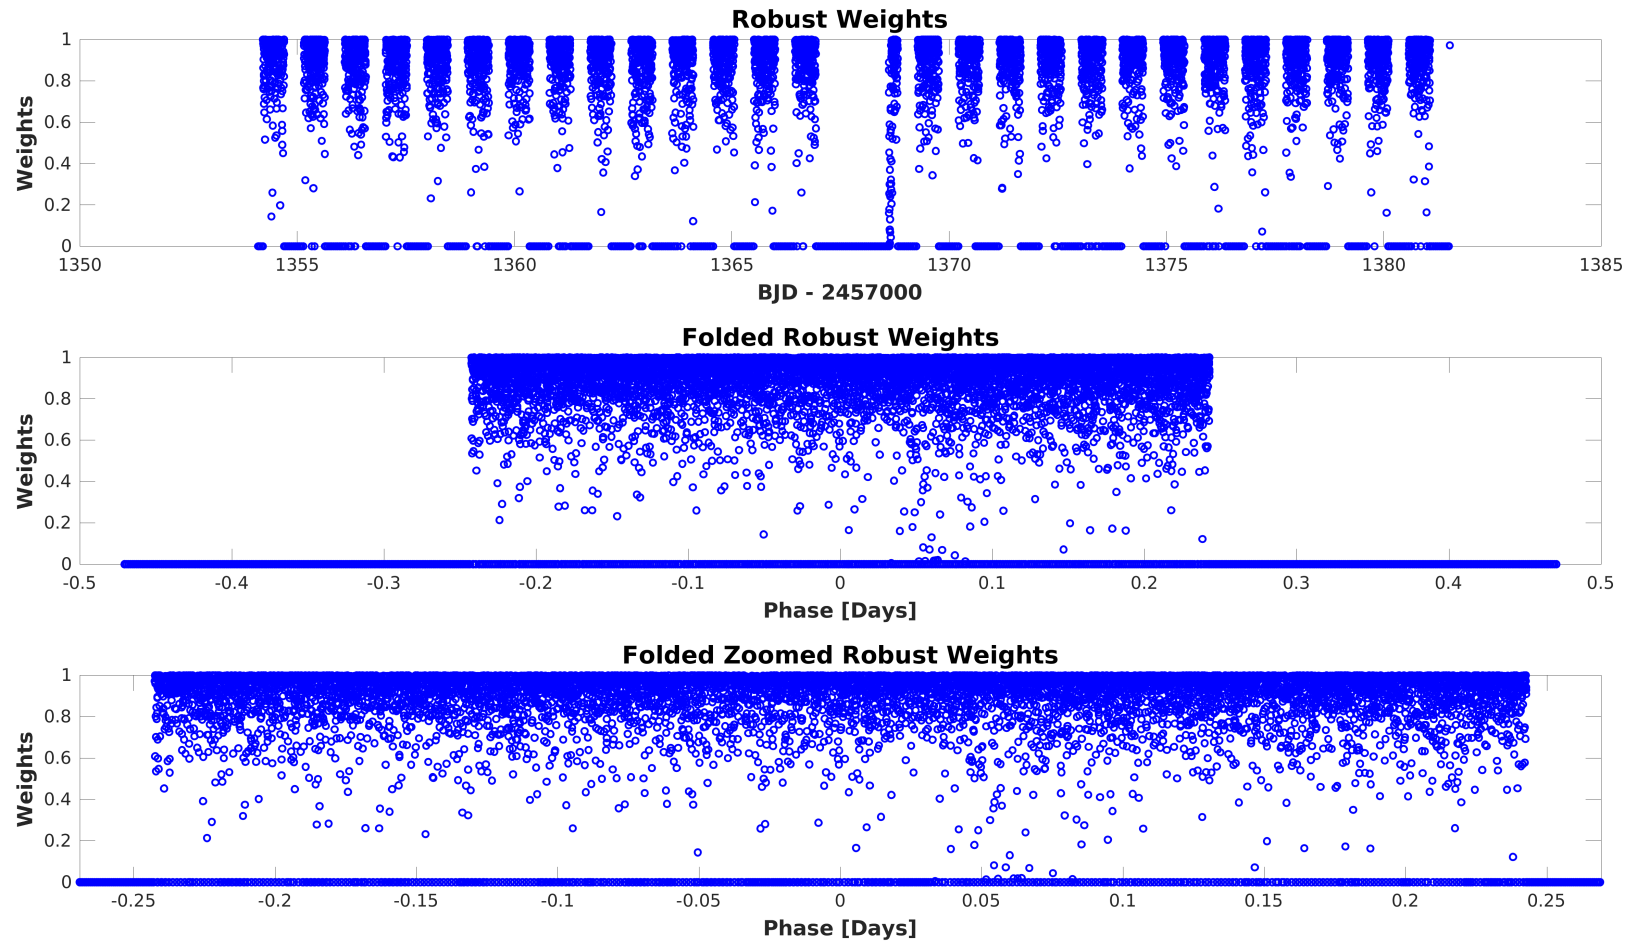 Robust Weights
1
0.8
0.6
0.4
0.2
0
Weights
1350 1355 1360 1365 1370 1375 1380 1385
BJD - 2457000
Folded Robust Weights
1
0.8
0.6
0.4
0.2
0
Weights
-0.5 -0.4 -0.3 -0.2 -0.1 0 0.1 0.2 0.3 0.4 0.5
Phase [Days]
Folded Zoomed Robust Weights
1
0.8
0.6
0.4
0.2
0
Weights
-0.25 -0.2 -0.15 -0.1 -0.05 0 0.05 0.1 0.15 0.2 0.25
Phase [Days]